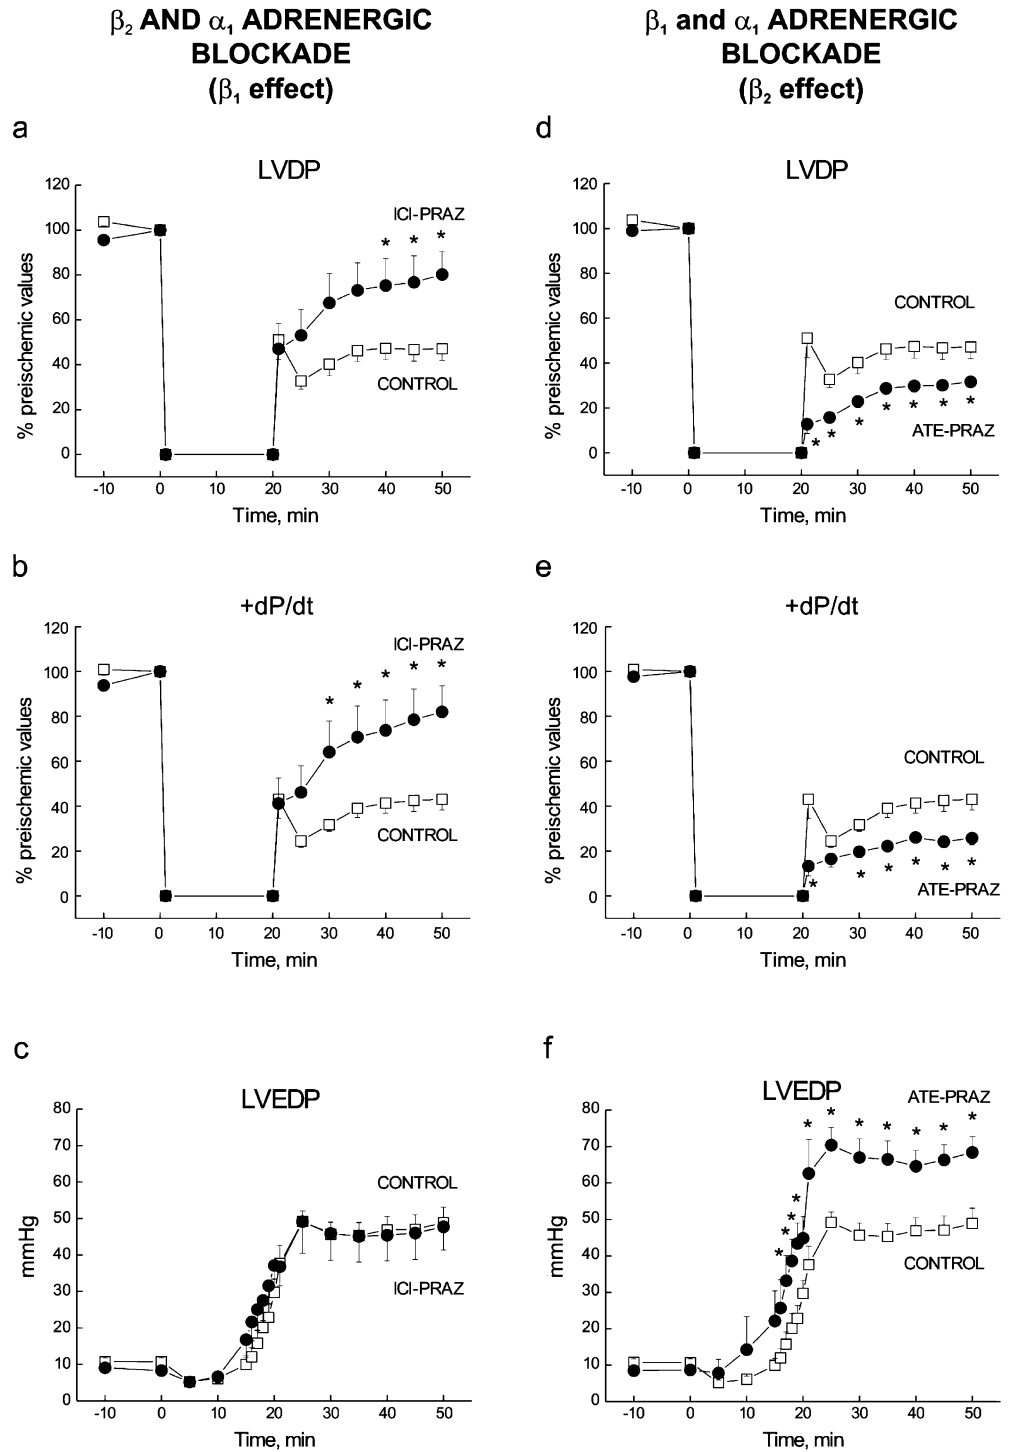 β2 AND α1 ADRENERGIC
BLOCKADE
(β1 effect)
β1 and α1 ADRENERGIC
BLOCKADE
(β2 effect)
a
LVDP
120
100
80
60
40
20
0
% preischemic values
ICI-PRAZ
* * *
CONTROL
-10 0 10 20 30 40 50
Time, min
d
LVDP
120
100
80
60
40
20
0
% preischemic values
CONTROL
* * * * * * *
ATE-PRAZ
-10 0 10 20 30 40 50
Time, min
b
+dP/dt
120
100
80
60
40
20
0
% preischemic values
ICI-PRAZ
* * * * *
CONTROL
-10 0 10 20 30 40 50
Time, min
e
+dP/dt
120
100
80
60
40
20
0
% preischemic values
CONTROL
* * * * * *
ATE-PRAZ
-10 0 10 20 30 40 50
Time, min
c
LVEDP
80
70
60
50
40
30
20
10
0
mmHg
CONTROL
ICI-PRAZ
-10 0 10 20 30 40 50
Time, min
f
LVEDP
80
70
60
50
40
30
20
10
0
mmHg
ATE-PRAZ
* * * * * * * * * * *
CONTROL
-10 0 10 20 30 40 50
Time, min